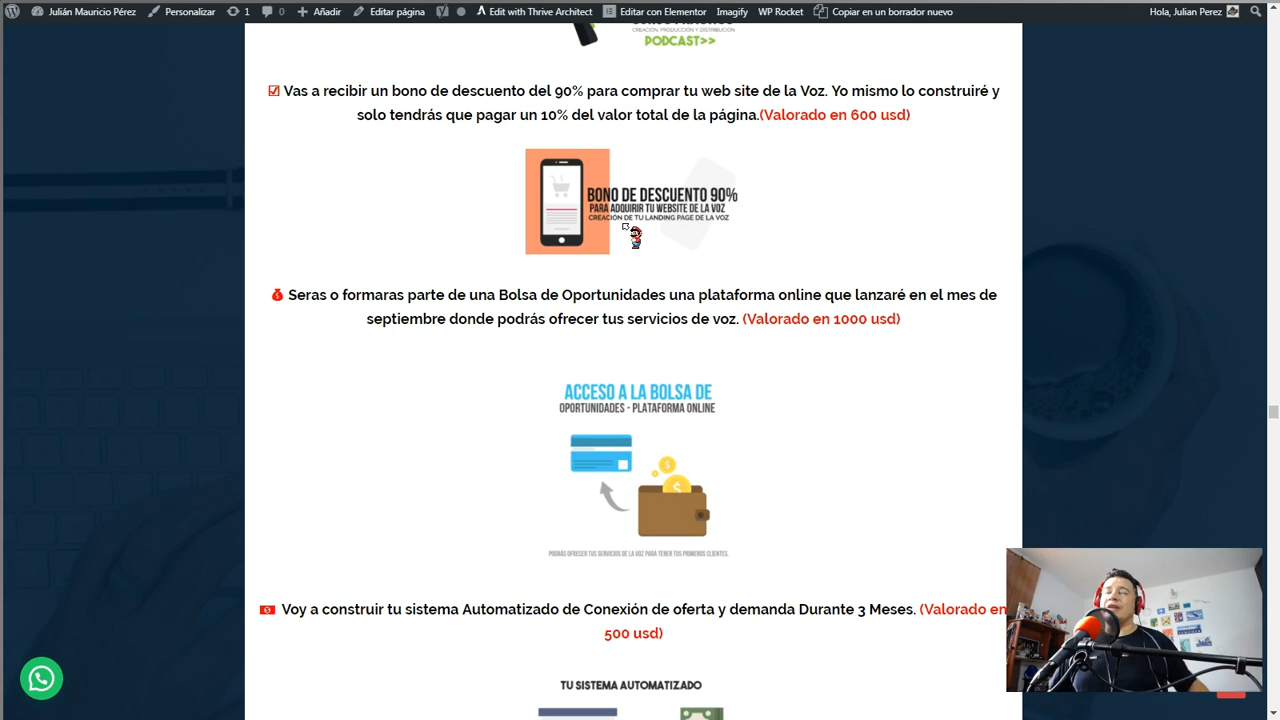 Julián Mauricio Pérez Personalizar 1 0 Añadir Editar página Edit with Thrive Architect Editar con Elementor Imagify WP Rocket Copiar en un borrador nuevo Hola, Julian Perez
CREACIÓN, PRODUCCIÓN Y DISTRIBUCIÓN
PODCAST>>
Vas a recibir un bono de descuento del 90% para comprar tu web site de la Voz. Yo mismo lo construiré y
solo tendrás que pagar un 10% del valor total de la página.(Valorado en 600 usd)
BONO DE DESCUENTO 90%
PARA ADQUIRIR TU WEBSITE DE LA VOZ
CREACIÓN DE TU LANDING PAGE DE LA VOZ
Seras o formaras parte de una Bolsa de Oportunidades una plataforma online que lanzaré en el mes de
septiembre donde podrás ofrecer tus servicios de voz. (Valorado en 1000 usd)
ACCESO A LA BOLSA DE
OPORTUNIDADES - PLATAFORMA ONLINE
PODRÁS OFRECER TUS SERVICIOS DE LA VOZ PARA TENER TUS PRIMEROS CLIENTES.
Voy a construir tu sistema Automatizado de Conexión de oferta y demanda Durante 3 Meses. (Valorado en
500 usd)
TU SISTEMA AUTOMATIZADO